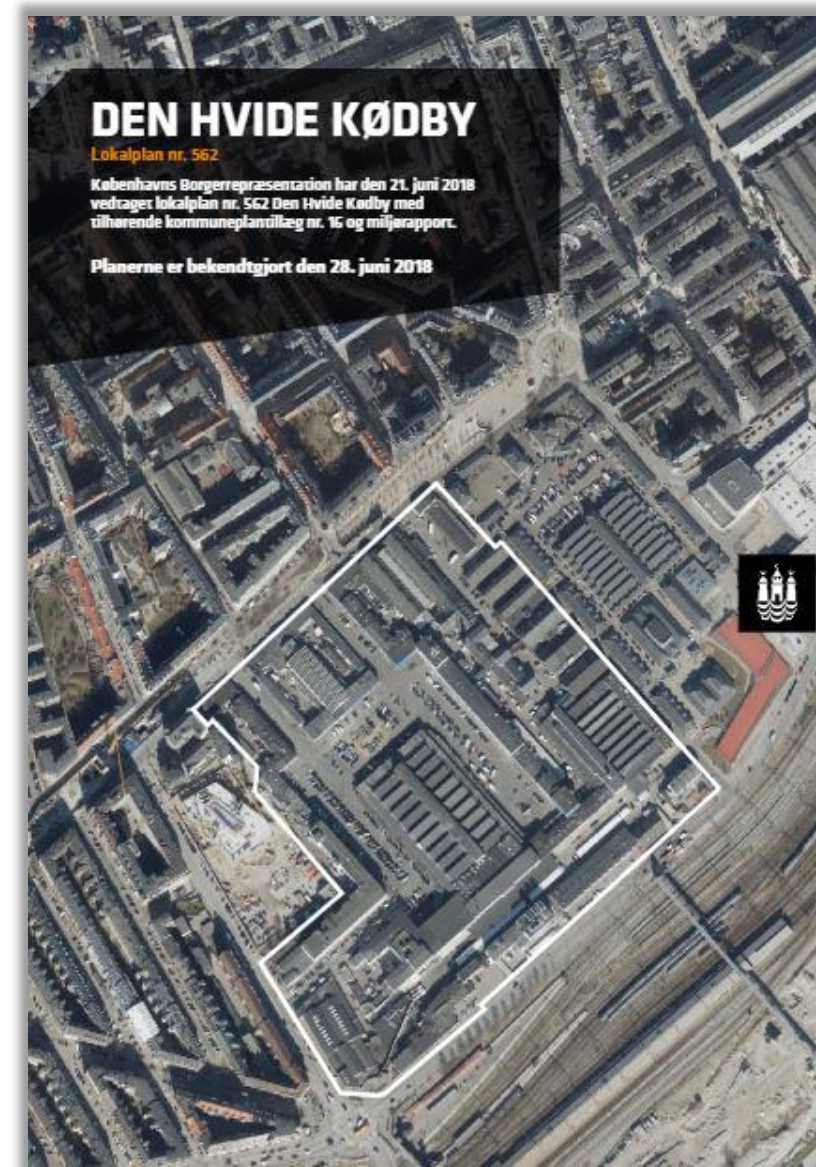 DEN HVIDE KØDBY
Lokalplan nr. 562
Københavns Borgerrepræsentation har den 21. juni 2018
vedtaget lokalplan nr. 562 Den Hvide Kødby med
tilhørende kommuneplantillæg nr. 16 og miljørapport.
Planerne er bekendtgjort den 28. juni 2018